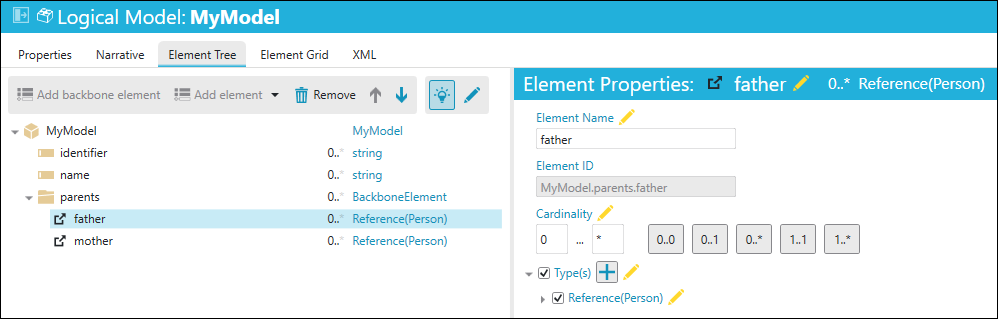 Logical Model: MyModel
Properties Narrative Element Tree Element Grid XML
Add backbone element Add element Remove
MyModel MyModel
identifier 0..* string
name 0..* string
parents 0..* BackboneElement
father 0..* Reference(Person)
mother 0..* Reference(Person)
Element Properties: father 0..* Reference(Person)
Element Name
father
Element ID
MyModel.parents.father
Cardinality
0 ... * 0..0 0..1 0..* 1..1 1..*
Type(s)
Reference(Person)